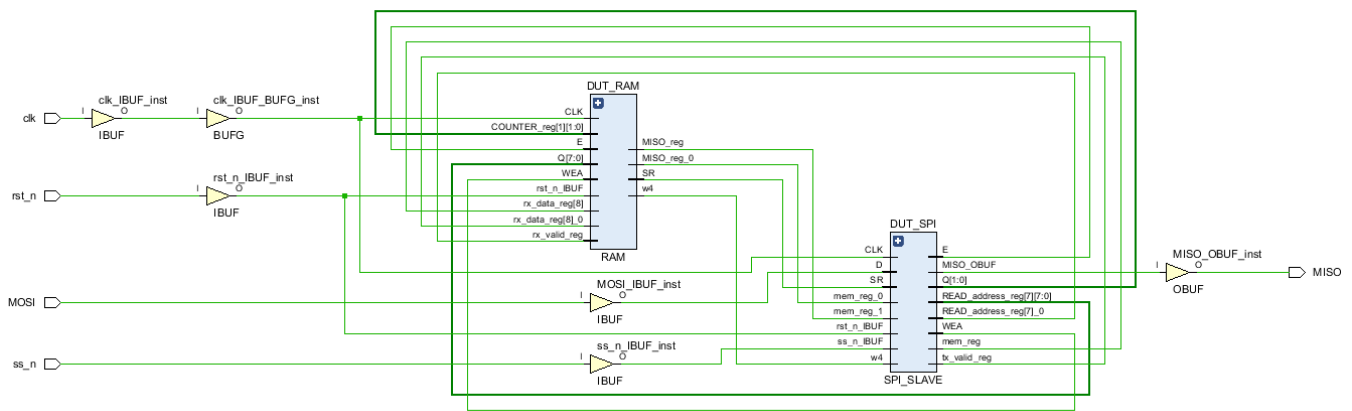 clk
I
clk_IBUF_inst
O
IBUF
I
clk_IBUF_BUFG_inst
O
BUFG
rst_n
I
rst_n_IBUF_inst
O
IBUF
MOSI
I
MOSI_IBUF_inst
O
IBUF
ss_n
I
ss_n_IBUF_inst
O
IBUF
DUT_RAM
CLK
COUNTER_reg[1][1:0]
E
Q[7:0]
WEA
rst_n_IBUF
rx_data_reg[8]
rx_data_reg[8]_0
rx_valid_reg
MISO_reg
MISO_reg_0
SR
w4
RAM
DUT_SPI
CLK
D
SR
mem_reg_0
mem_reg_1
rst_n_IBUF
ss_n_IBUF
w4
E
MISO_OBUF
Q[1:0]
READ_address_reg[7][7:0]
READ_address_reg[7]_0
WEA
mem_reg
tx_valid_reg
SPI_SLAVE
I
MISO_OBUF_inst
O
OBUF
MISO